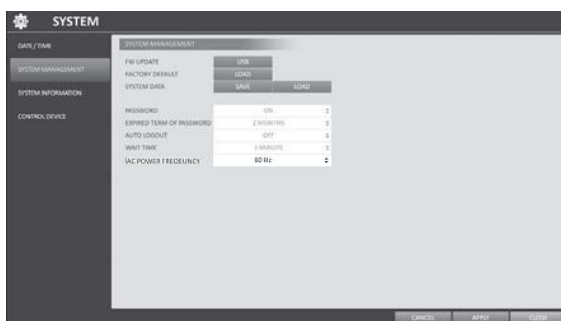 SYSTEM
DATE / TIME
SYSTEM MANAGEMENT
SYSTEM INFORMATION
CONTROL DEVICE
SYSTEM MANAGEMENT
FW UPDATE USB
FACTORY DEFAULT LOAD
SYSTEM DATA SAVE LOAD
PASSWORD ON
EXPIRED TERM OF PASSWORD 2 MONTHS
AUTO LOGOUT OFF
WAIT TIME 1 MINUTE
AC POWER FREQEUNCY 60 Hz
CANCEL APPLY CLOSE